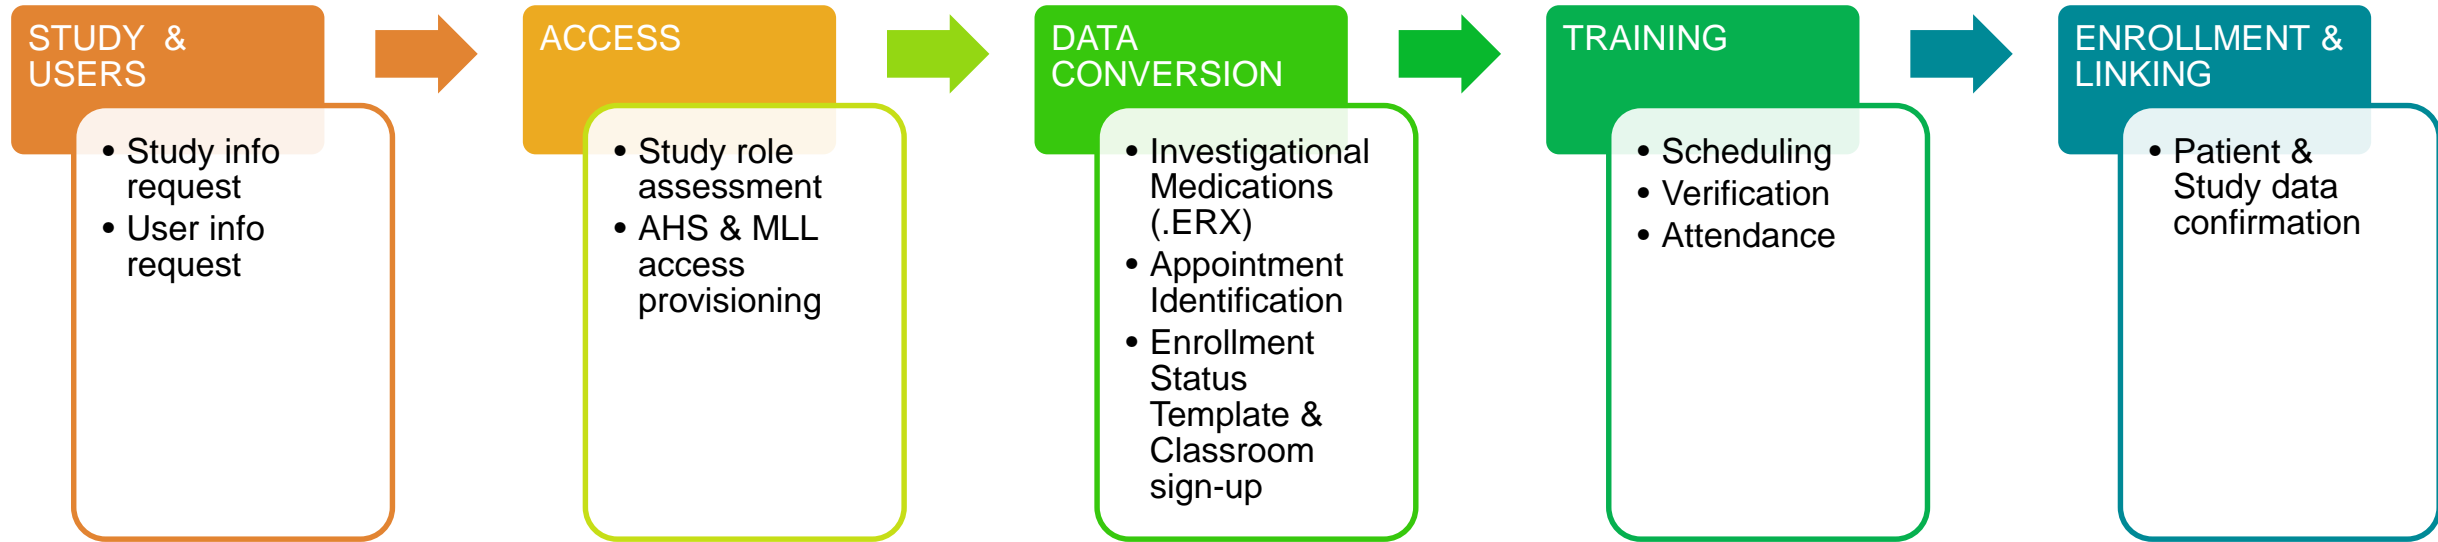 STUDY &
USERS
• Study info
request
• User info
request
ACCESS
• Study role
assessment
• AHS & MLL
access
provisioning
DATA
CONVERSION
• Investigational
Medications
(.ERX)
• Appointment
Identification
• Enrollment
Status
Template &
Classroom
sign-up
TRAINING
• Scheduling
• Verification
• Attendance
ENROLLMENT &
LINKING
• Patient &
Study data
confirmation